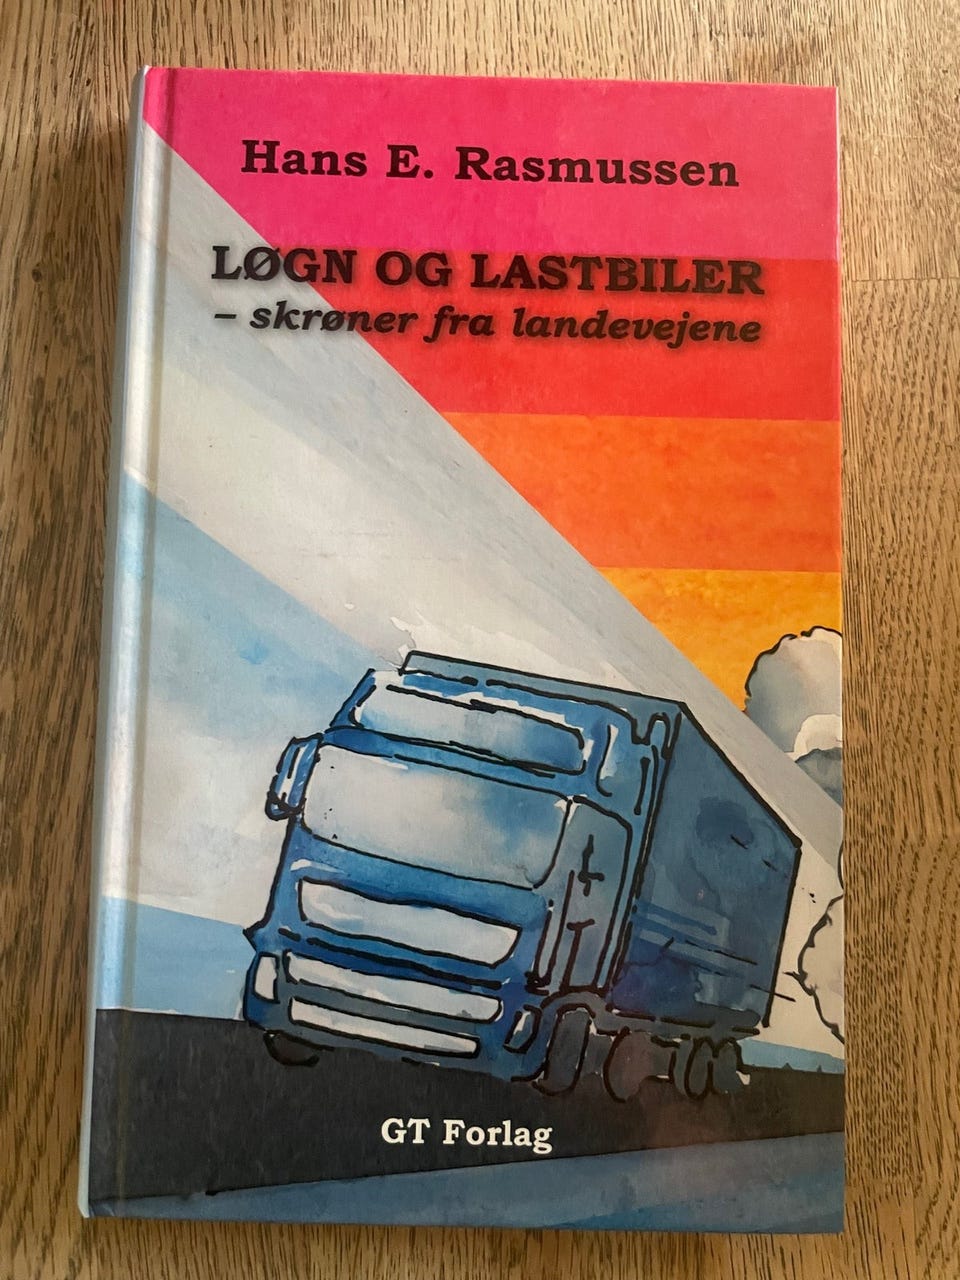 Hans E. Rasmussen
LØGN OG LASTBILER
– skrøner fra landevejene
GT Forlag